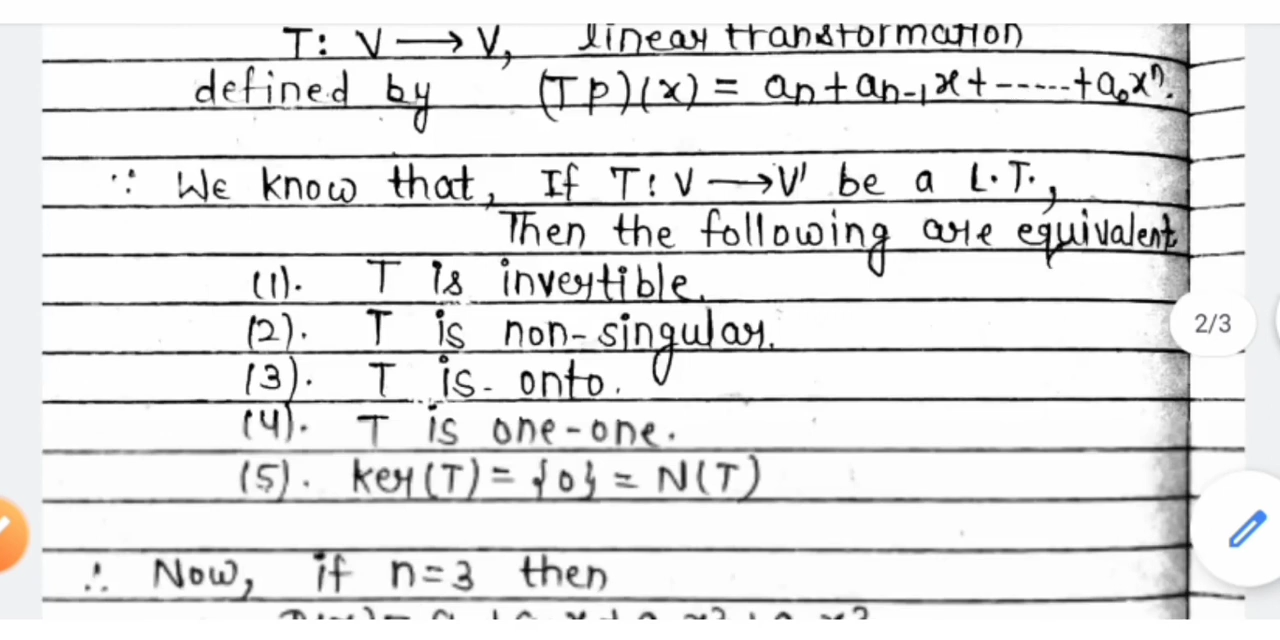 T: V → V, linear transformation
defined by (Tp)(x) = aₙ + aₙ₋₁x + ------ + a₀xⁿ.
∵ We know that, If T: V → V' be a L.T.,
Then the following are equivalent
(1). T is invertible.
(2). T is non-singular.
(3). T is onto.
(4). T is one-one.
(5). ker(T) = {0} = N(T)
2/3
∴ Now, if n=3 then